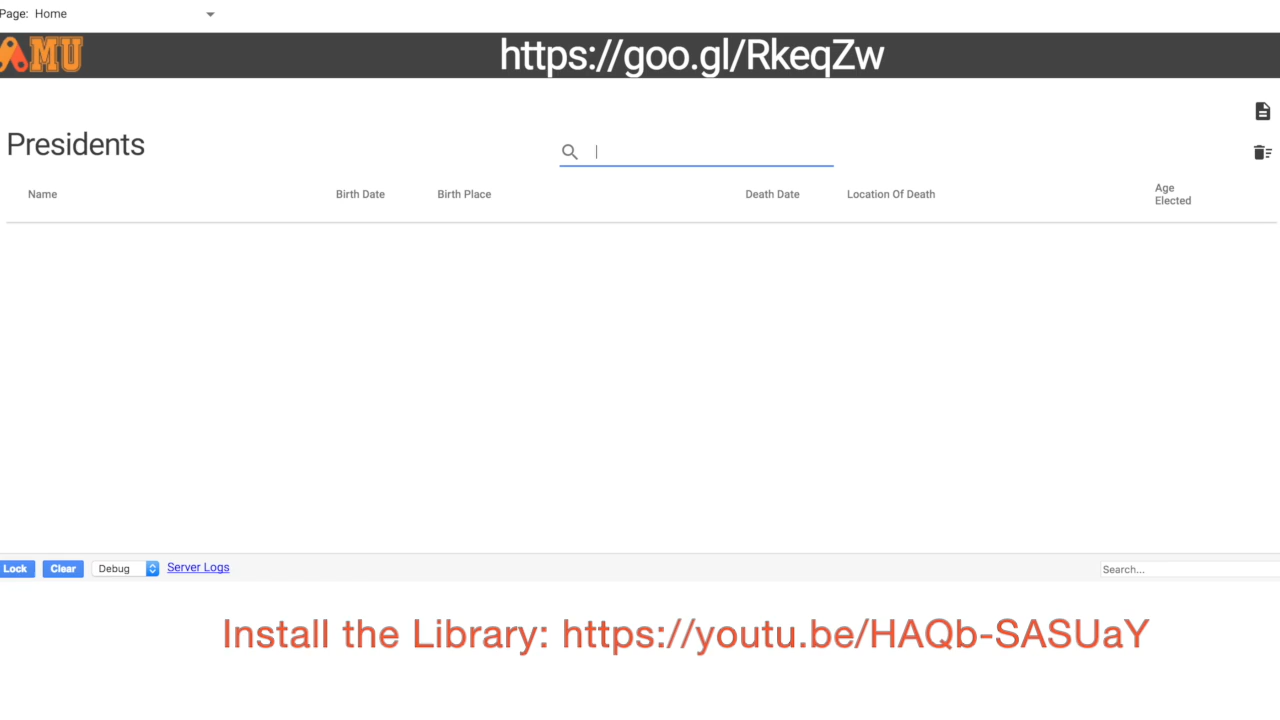 Page: Home
AMU
https://goo.gl/RkeqZw
Presidents
Name Birth Date Birth Place Death Date Location Of Death Age Elected
Lock Clear Debug Server Logs Search...
Install the Library: https://youtu.be/HAQb-SASUaY